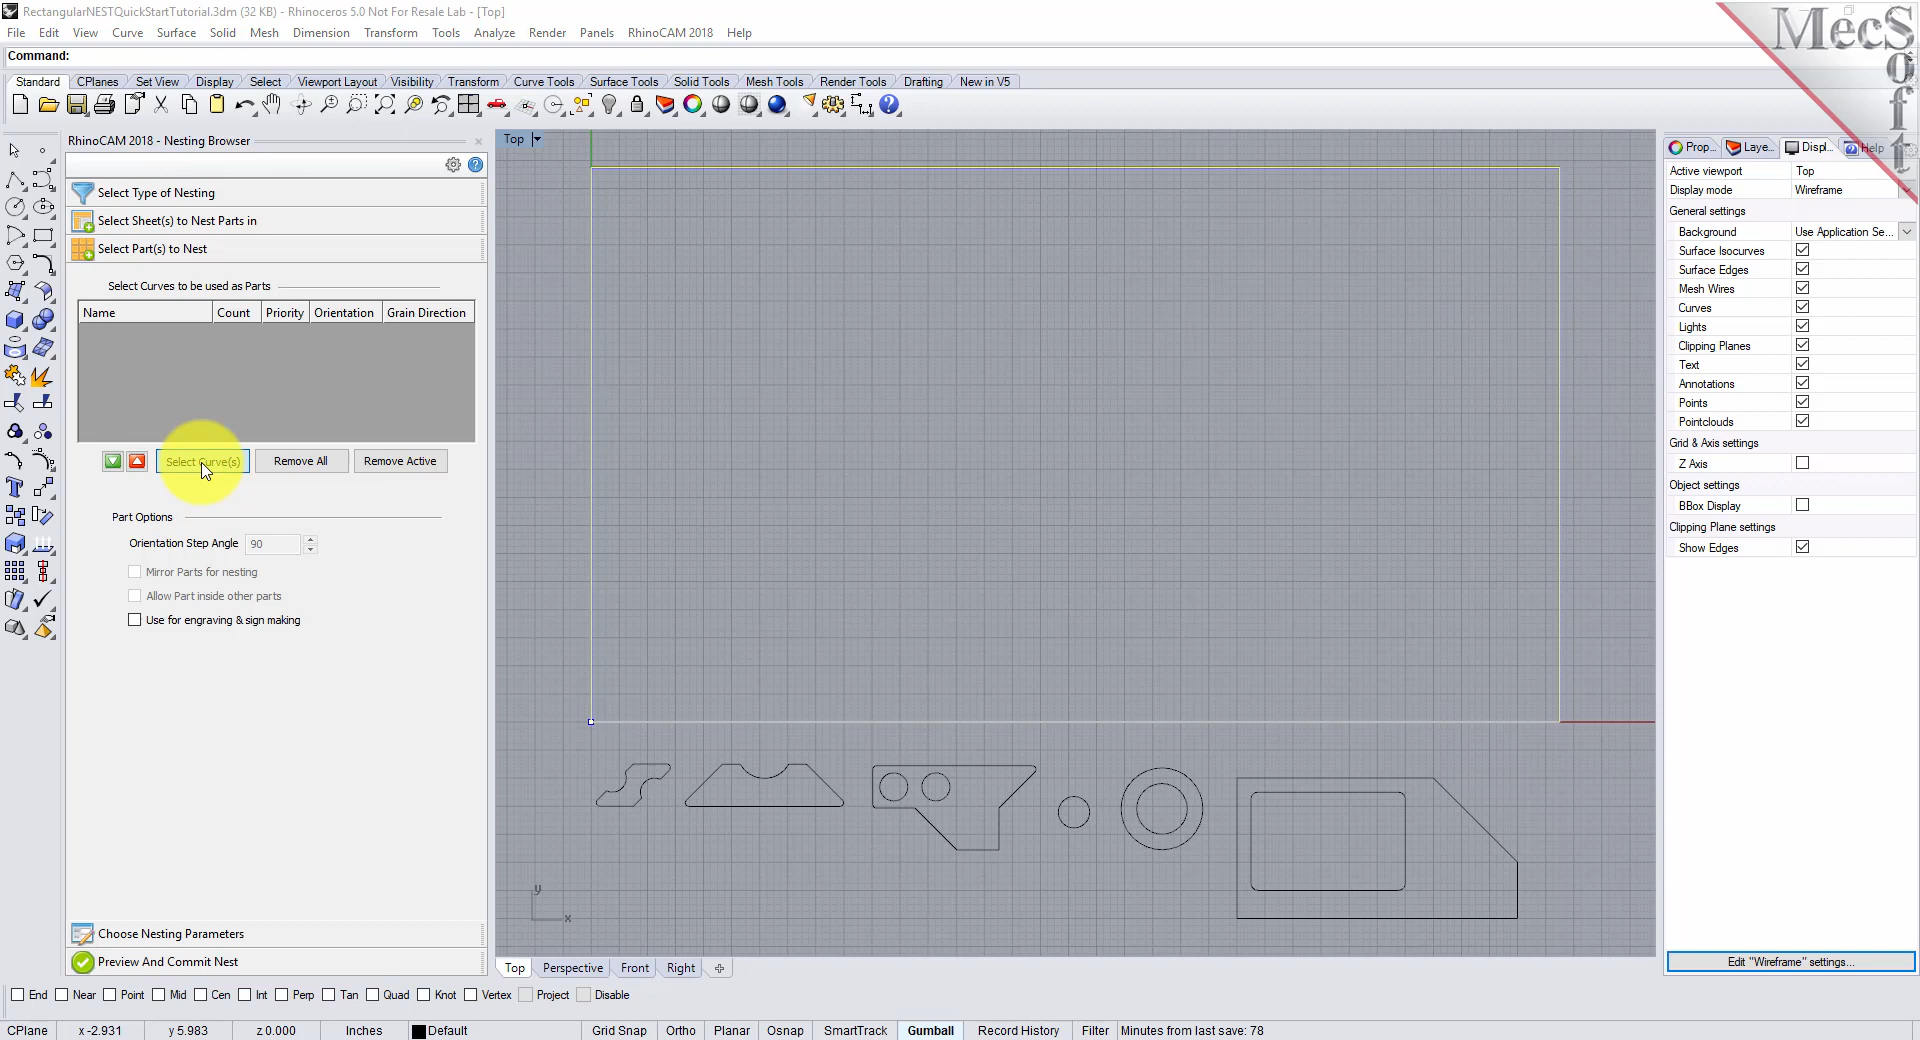 RectangularNESTQuickStartTutorial.3dm (32 KB) - Rhinoceros 5.0 Not For Resale Lab - [Top]
File Edit View Curve Surface Solid Mesh Dimension Transform Tools Analyze Render Panels RhinoCAM 2018 Help
MecSoft
Command:
Standard CPlanes Set View Display Select Viewport Layout Visibility Transform Curve Tools Surface Tools Solid Tools Mesh Tools Render Tools Drafting New in V5
RhinoCAM 2018 - Nesting Browser
Top
Prop... Laye... Displ... Help
Select Type of Nesting
Select Sheet(s) to Nest Parts in
Select Part(s) to Nest
Select Curves to be used as Parts
Name Count Priority Orientation Grain Direction
Select Curve(s) Remove All Remove Active
Part Options
Orientation Step Angle 90
Mirror Parts for nesting
Allow Part inside other parts
Use for engraving & sign making
Choose Nesting Parameters
Preview And Commit Nest
y
x
Active viewport Top
Display mode Wireframe
General settings
Background Use Application Se...
Surface Isocurves
Surface Edges
Mesh Wires
Curves
Lights
Clipping Planes
Text
Annotations
Points
Pointclouds
Grid & Axis settings
Z Axis
Object settings
BBox Display
Clipping Plane settings
Show Edges
Edit "Wireframe" settings...
Top Perspective Front Right
End Near Point Mid Cen Int Perp Tan Quad Knot Vertex Project Disable
CPlane x -2.931 y 5.983 z 0.000 Inches Default Grid Snap Ortho Planar Osnap SmartTrack Gumball Record History Filter Minutes from last save: 78